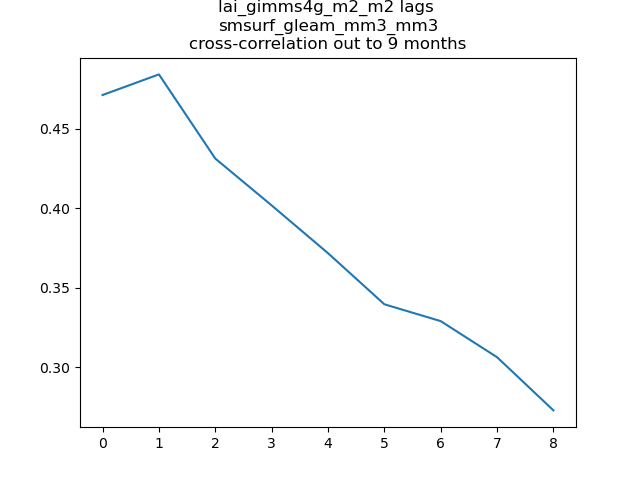 lai_gimms4g_m2_m2 lags
smsurf_gleam_mm3_mm3
cross-correlation out to 9 months
0.45
0.40
0.35
0.30
0 1 2 3 4 5 6 7 8